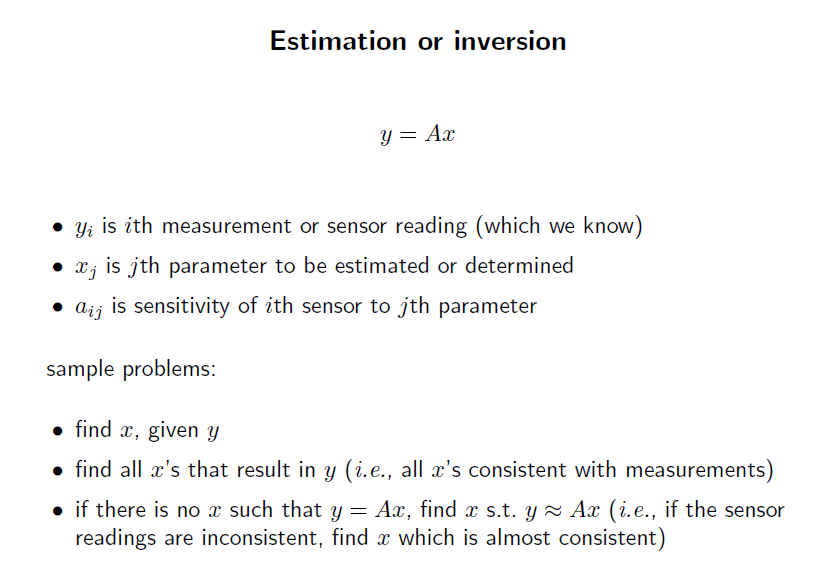 Estimation or inversion
y = Ax
• yᵢ is ith measurement or sensor reading (which we know)
• xⱼ is jth parameter to be estimated or determined
• aᵢⱼ is sensitivity of ith sensor to jth parameter
sample problems:
• find x, given y
• find all x's that result in y (i.e., all x's consistent with measurements)
• if there is no x such that y = Ax, find x s.t. y ≈ Ax (i.e., if the sensor
readings are inconsistent, find x which is almost consistent)